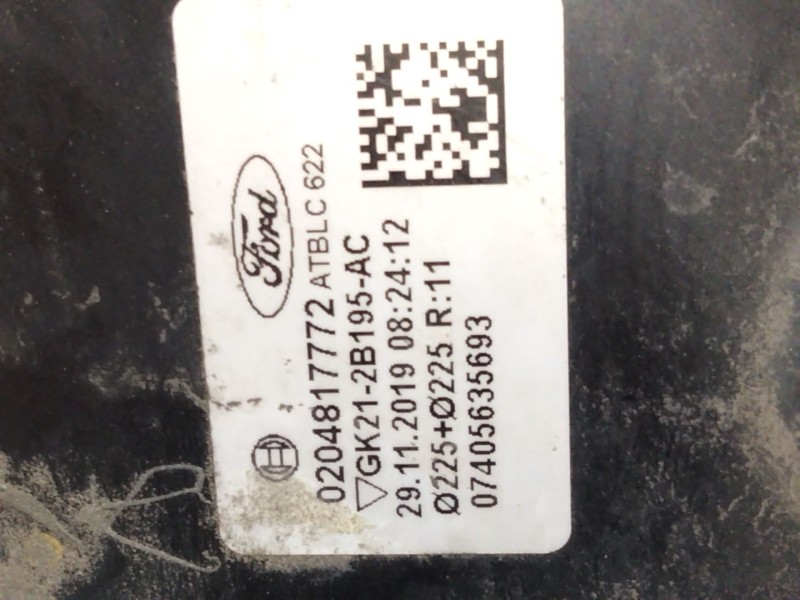 Ford
0204817772 ATBLC 622
▽GK21-2B195-AC
29.11.2019 08:24:12
Ø225+Ø225 R:11
07405635693